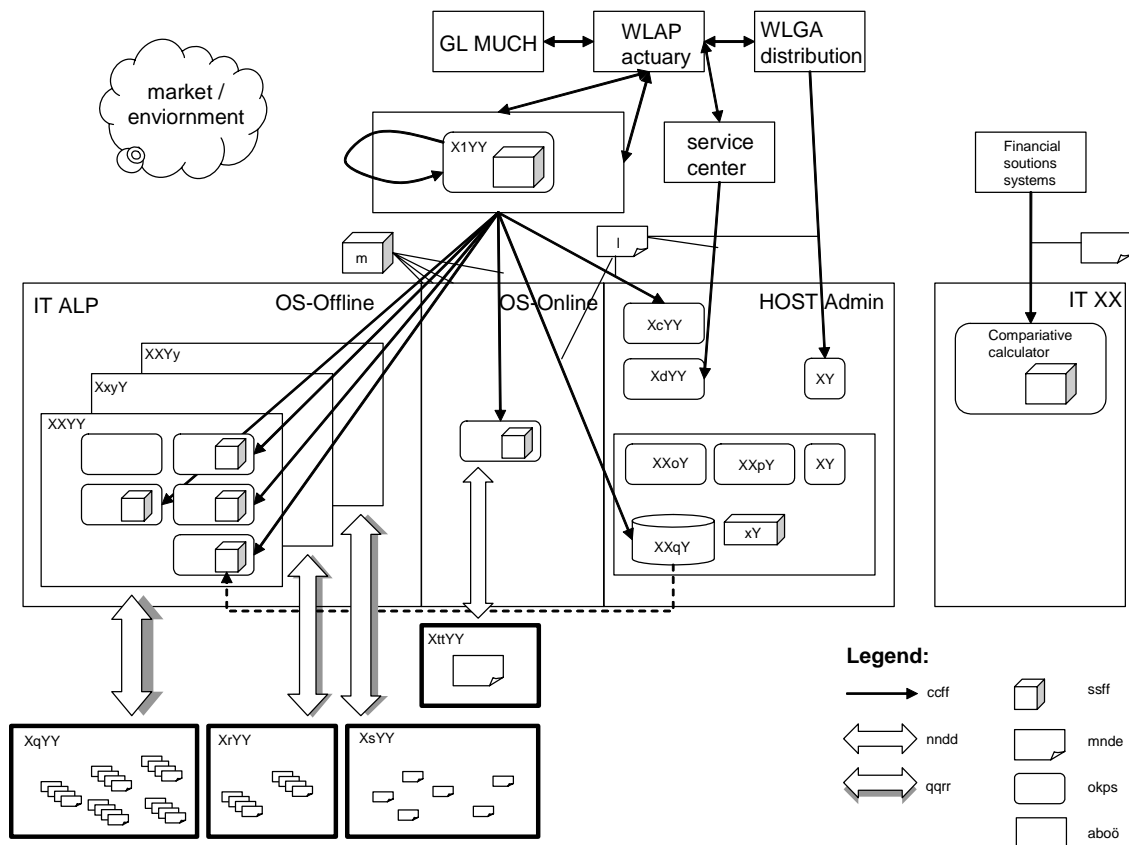 GL MUCH
WLAP
actuary
WLGA
distribution
market /
enviornment
X1YY
service
center
Financial
soutions
systems
m
l
IT ALP
OS-Offline
OS-Online
HOST Admin
IT XX
XXYy
XxyY
XXYY
XcYY
XdYY
XY
Compariative
calculator
XXoY
XXpY
XY
XXqY
xY
XttYY
XqYY
XrYY
XsYY
Legend:
ccff
nndd
qqrr
ssff
mnde
okps
aboö